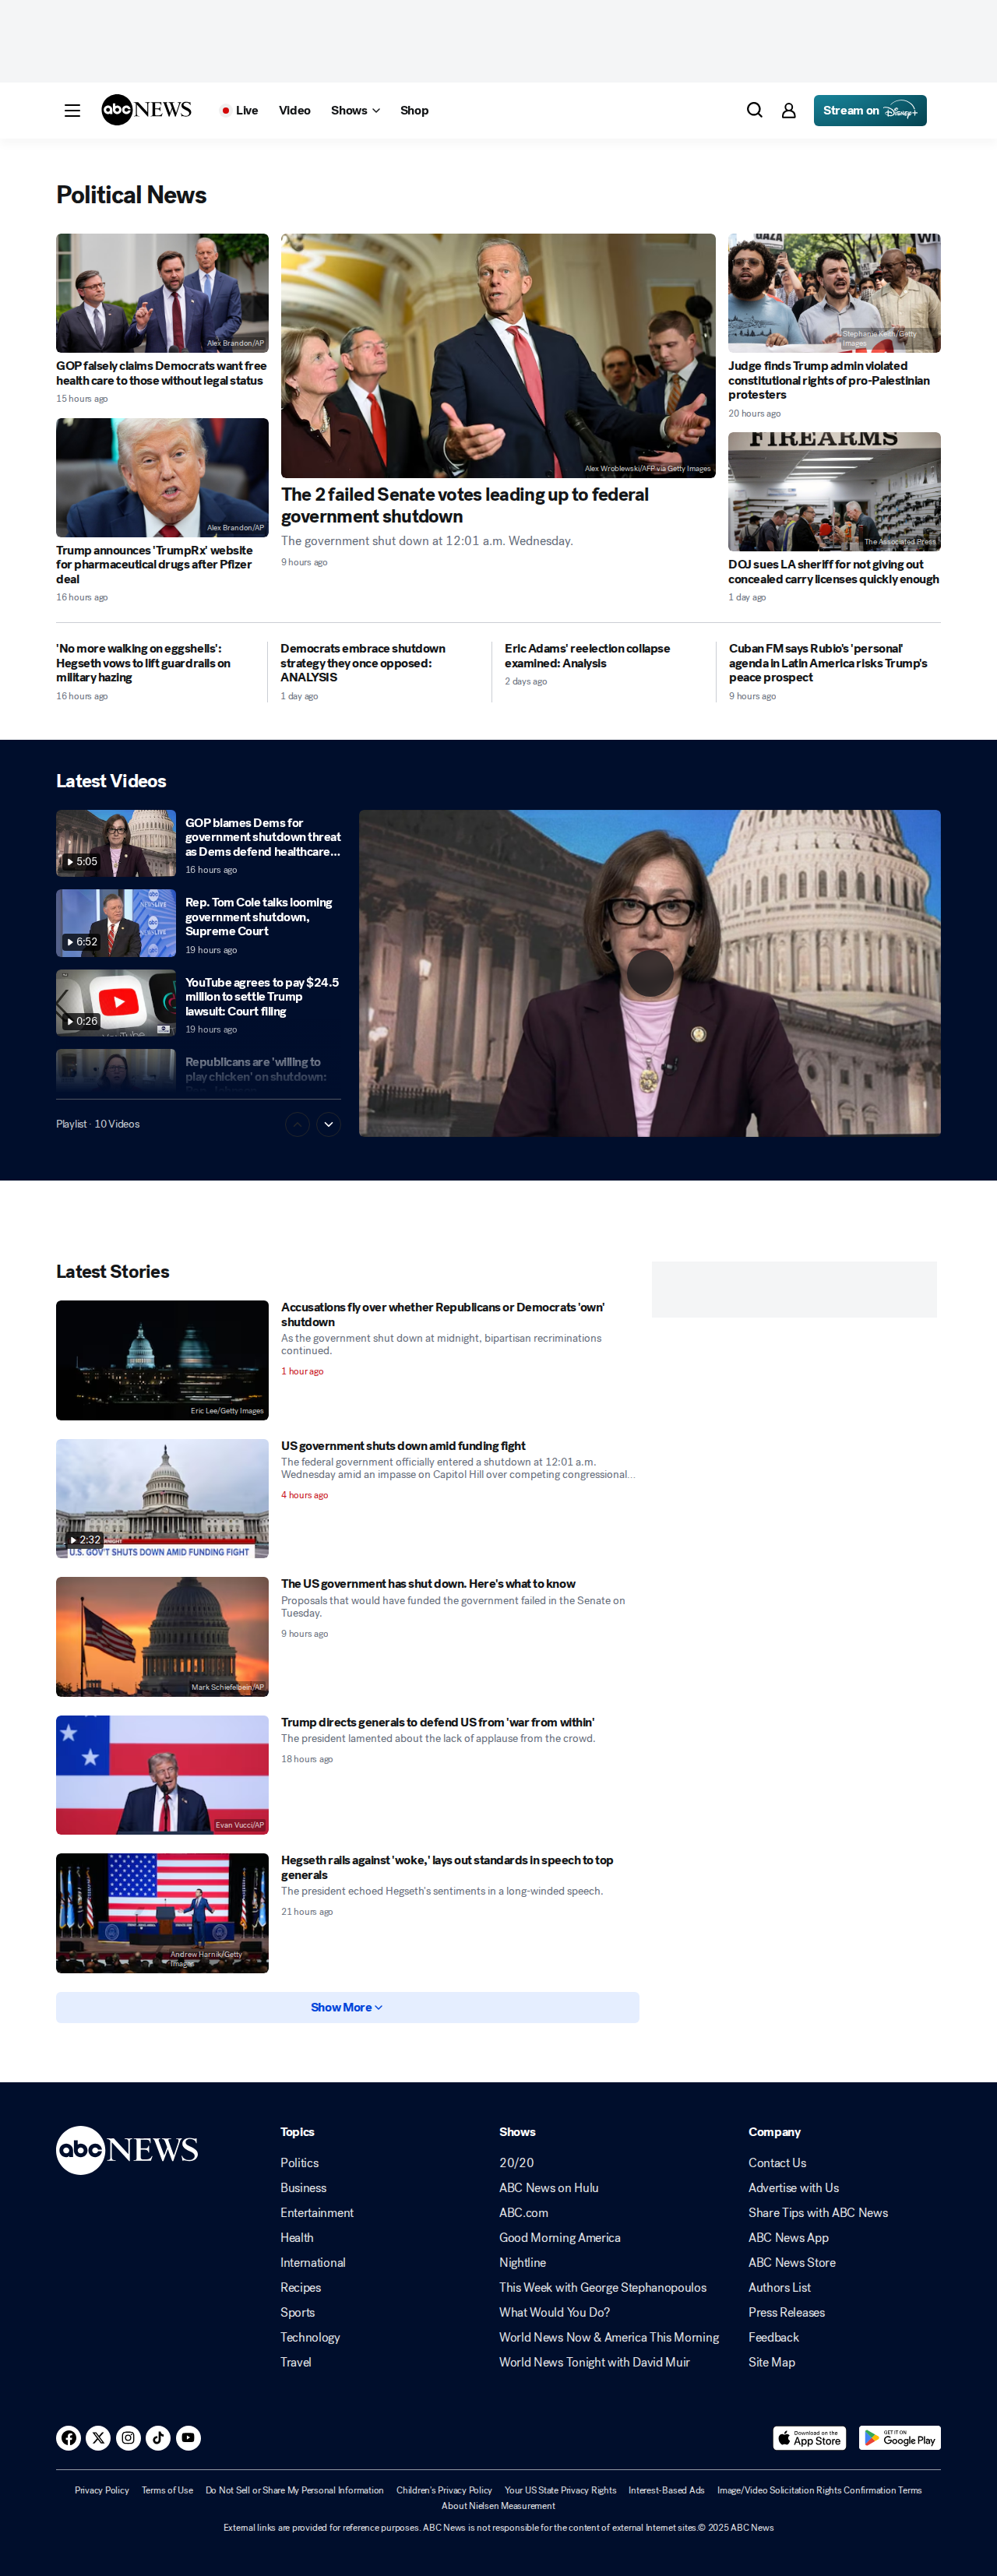 abc NEWS
Live
Video
Shows
Shop
Stream on Disney+
Political News
Alex Brandon/AP
GOP falsely claims Democrats want free
health care to those without legal status
15 hours ago
Alex Brandon/AP
Trump announces 'TrumpRx' website
for pharmaceutical drugs after Pfizer
deal
16 hours ago
Alex Wroblewski/AFP via Getty Images
The 2 failed Senate votes leading up to federal
government shutdown
The government shut down at 12:01 a.m. Wednesday.
9 hours ago
GAZA
Stephanie Keith/Getty
Images
Judge finds Trump admin violated
constitutional rights of pro-Palestinian
protesters
20 hours ago
FIREARMS
The Associated Press
DOJ sues LA sheriff for not giving out
concealed carry licenses quickly enough
1 day ago
'No more walking on eggshells':
Hegseth vows to lift guardrails on
military hazing
16 hours ago
Democrats embrace shutdown
strategy they once opposed:
ANALYSIS
1 day ago
Eric Adams' reelection collapse
examined: Analysis
2 days ago
Cuban FM says Rubio's 'personal'
agenda in Latin America risks Trump's
peace prospect
9 hours ago
Latest Videos
5:05
GOP blames Dems for
government shutdown threat
as Dems defend healthcare...
16 hours ago
6:52
Rep. Tom Cole talks looming
government shutdown,
Supreme Court
19 hours ago
0:26
YouTube agrees to pay $24.5
million to settle Trump
lawsuit: Court filing
19 hours ago
Republicans are 'willing to
play chicken' on shutdown:
Playlist · 10 Videos
Latest Stories
Eric Lee/Getty Images
Accusations fly over whether Republicans or Democrats 'own'
shutdown
As the government shut down at midnight, bipartisan recriminations
continued.
1 hour ago
2:32
U.S. GOV'T SHUTS DOWN AMID FUNDING FIGHT
US government shuts down amid funding fight
The federal government officially entered a shutdown at 12:01 a.m.
Wednesday amid an impasse on Capitol Hill over competing congressional...
4 hours ago
Mark Schiefelbein/AP
The US government has shut down. Here's what to know
Proposals that would have funded the government failed in the Senate on
Tuesday.
9 hours ago
Evan Vucci/AP
Trump directs generals to defend US from 'war from within'
The president lamented about the lack of applause from the crowd.
18 hours ago
Andrew Harnik/Getty
Images
Hegseth rails against 'woke,' lays out standards in speech to top
generals
The president echoed Hegseth's sentiments in a long-winded speech.
21 hours ago
Show More
abc NEWS
Topics
Politics
Business
Entertainment
Health
International
Recipes
Sports
Technology
Travel
Shows
20/20
ABC News on Hulu
ABC.com
Good Morning America
Nightline
This Week with George Stephanopoulos
What Would You Do?
World News Now & America This Morning
World News Tonight with David Muir
Company
Contact Us
Advertise with Us
Share Tips with ABC News
ABC News App
ABC News Store
Authors List
Press Releases
Feedback
Site Map
Download on the
App Store
GET IT ON
Google Play
Privacy Policy
Terms of Use
Do Not Sell or Share My Personal Information
Children's Privacy Policy
Your US State Privacy Rights
Interest-Based Ads
Image/Video Solicitation Rights Confirmation Terms
About Nielsen Measurement
External links are provided for reference purposes. ABC News is not responsible for the content of external Internet sites.© 2025 ABC News